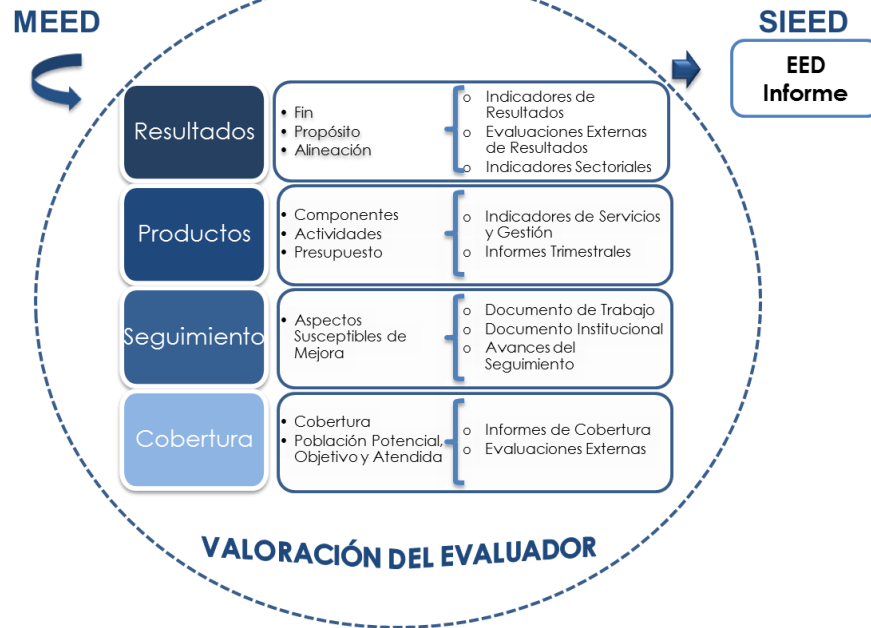 MEED
SIEED
EED
Informe
Resultados
• Fin
• Propósito
• Alineación
o Indicadores de
Resultados
o Evaluaciones Externas
de Resultados
o Indicadores Sectoriales
Productos
• Componentes
• Actividades
• Presupuesto
o Indicadores de Servicios
y Gestión
o Informes Trimestrales
Seguimiento
• Aspectos
Susceptibles de
Mejora
o Documento de Trabajo
o Documento Institucional
o Avances del
Seguimiento
Cobertura
• Cobertura
• Población Potencial,
Objetivo y Atendida
o Informes de Cobertura
o Evaluaciones Externas
VALORACIÓN DEL EVALUADOR